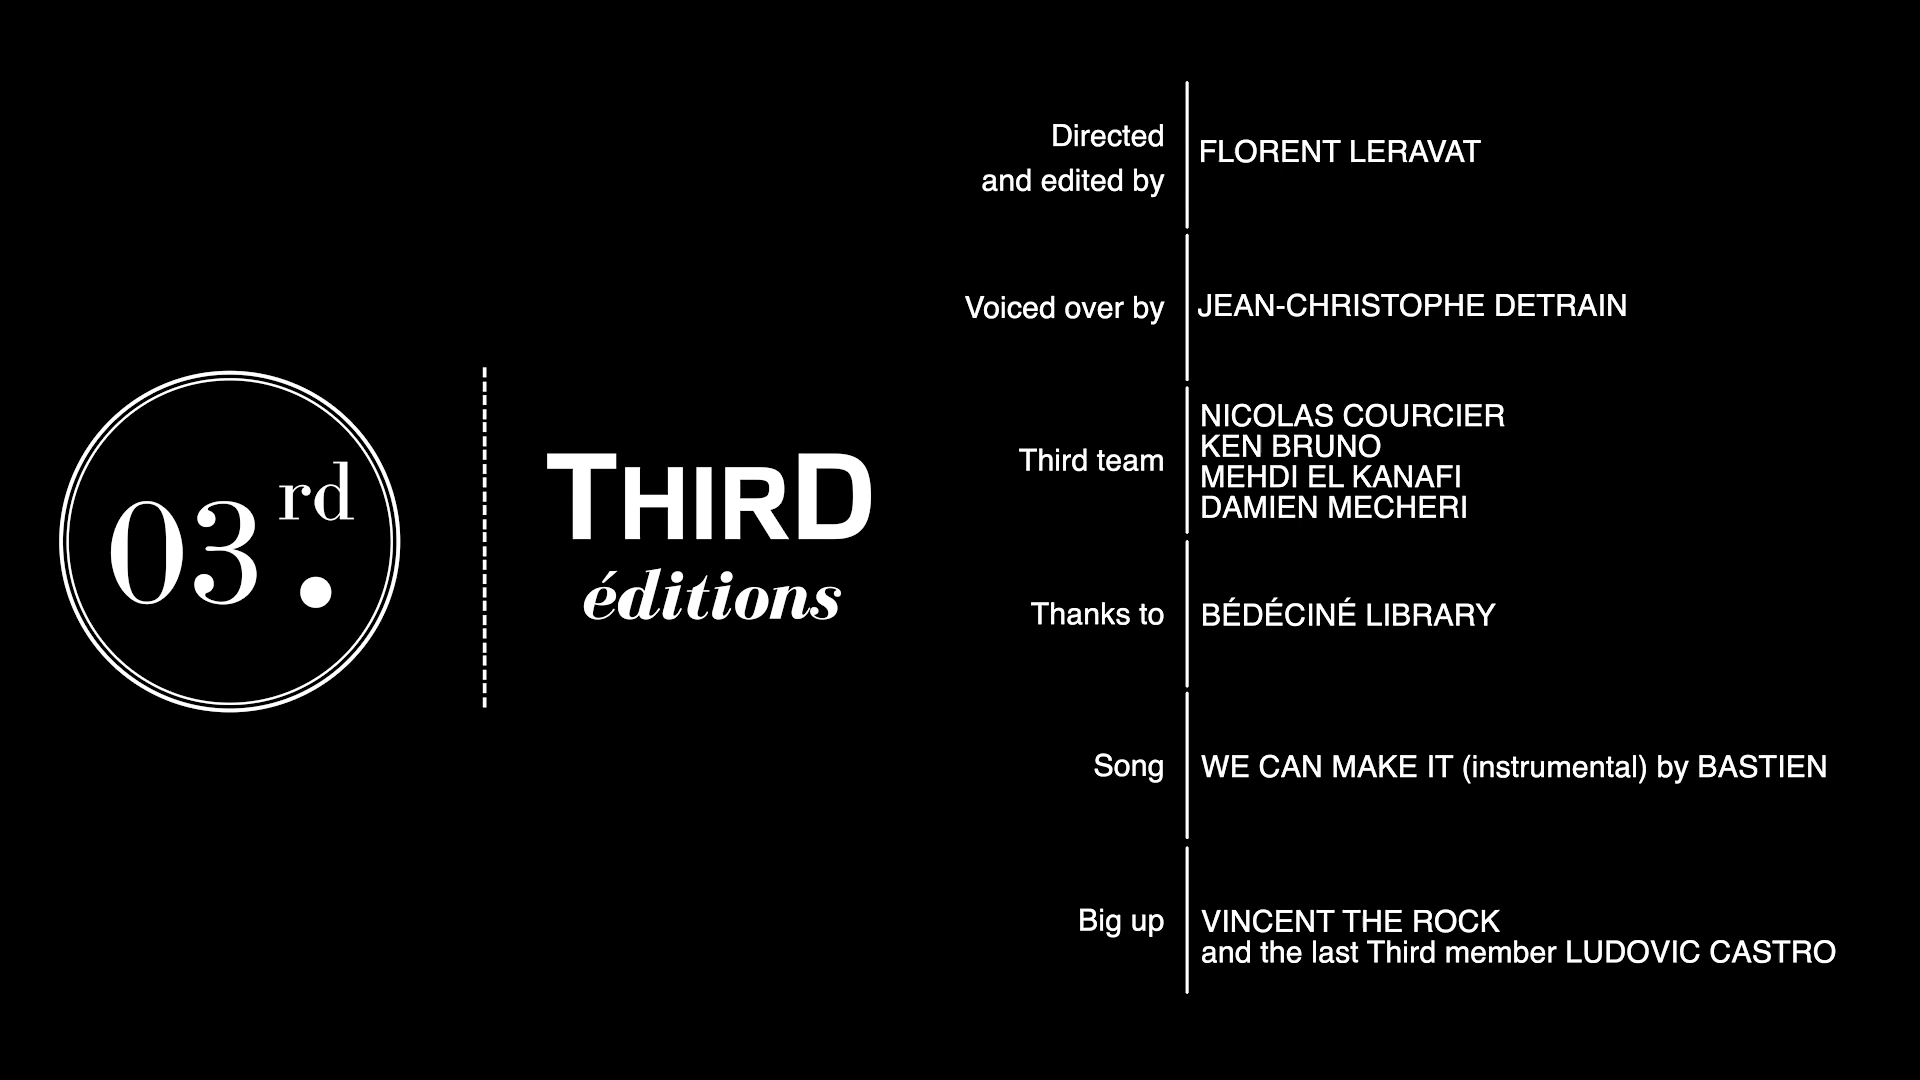 03rd.
THIRD
éditions
Directed
and edited by
FLORENT LERAVAT
Voiced over by
JEAN-CHRISTOPHE DETRAIN
Third team
NICOLAS COURCIER
KEN BRUNO
MEHDI EL KANAFI
DAMIEN MECHERI
Thanks to
BÉDÉCINÉ LIBRARY
Song
WE CAN MAKE IT (instrumental) by BASTIEN
Big up
VINCENT THE ROCK
and the last Third member LUDOVIC CASTRO